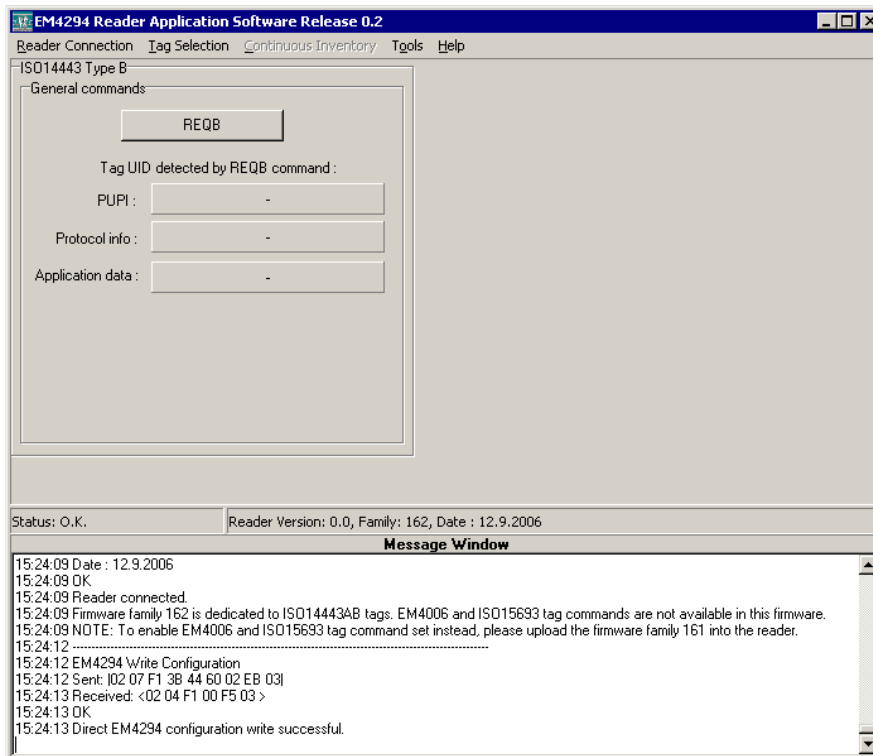 EM4294 Reader Application Software Release 0.2
Reader Connection Tag Selection Continuous Inventory Tools Help
ISO14443 Type B
General commands
REQB
Tag UID detected by REQB command :
PUPI : -
Protocol info : -
Application data : -
Status: O.K. Reader Version: 0.0, Family: 162, Date : 12.9.2006
Message Window
15:24:09 Date : 12.9.2006
15:24:09 OK
15:24:09 Reader connected.
15:24:09 Firmware family 162 is dedicated to ISO14443AB tags. EM4006 and ISO15693 tag commands are not available in this firmware.
15:24:09 NOTE: To enable EM4006 and ISO15693 tag command set instead, please upload the firmware family 161 into the reader.
15:24:12 ----------------------------------------------------------------------------------------------------
15:24:12 EM4294 Write Configuration
15:24:12 Sent: |02 07 F1 3B 44 60 02 EB 03|
15:24:13 Received: <02 04 F1 00 F5 03 >
15:24:13 OK
15:24:13 Direct EM4294 configuration write successful.